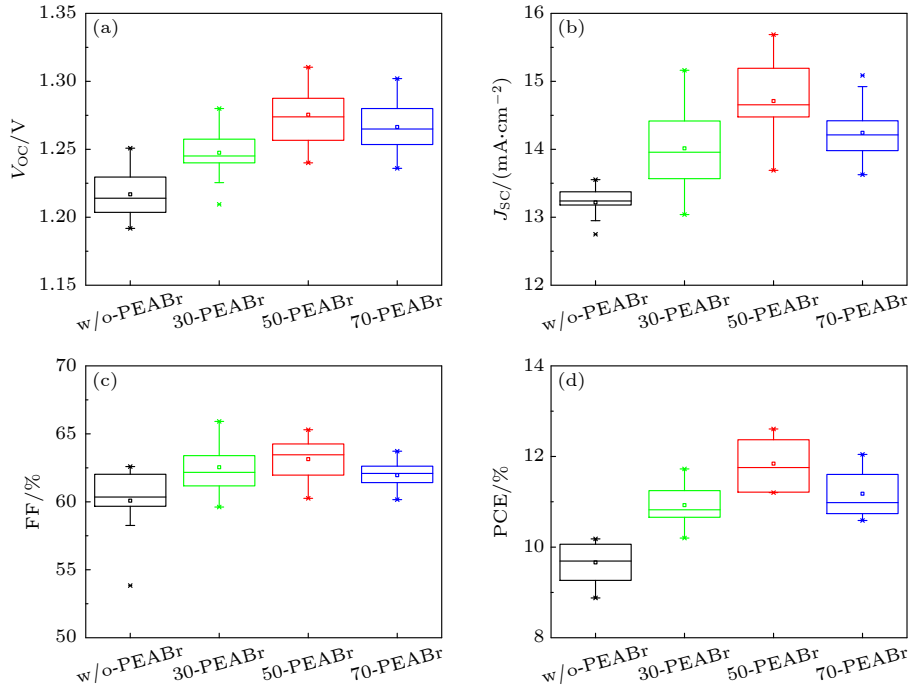 (a)
1.35
1.30
1.25
1.20
1.15
V_OC/V
w/o-PEABr
30-PEABr
50-PEABr
70-PEABr
(b)
16
15
14
13
12
J_SC/(mA·cm⁻²)
w/o-PEABr
30-PEABr
50-PEABr
70-PEABr
(c)
70
65
60
55
50
FF/%
w/o-PEABr
30-PEABr
50-PEABr
70-PEABr
(d)
14
12
10
8
PCE/%
w/o-PEABr
30-PEABr
50-PEABr
70-PEABr